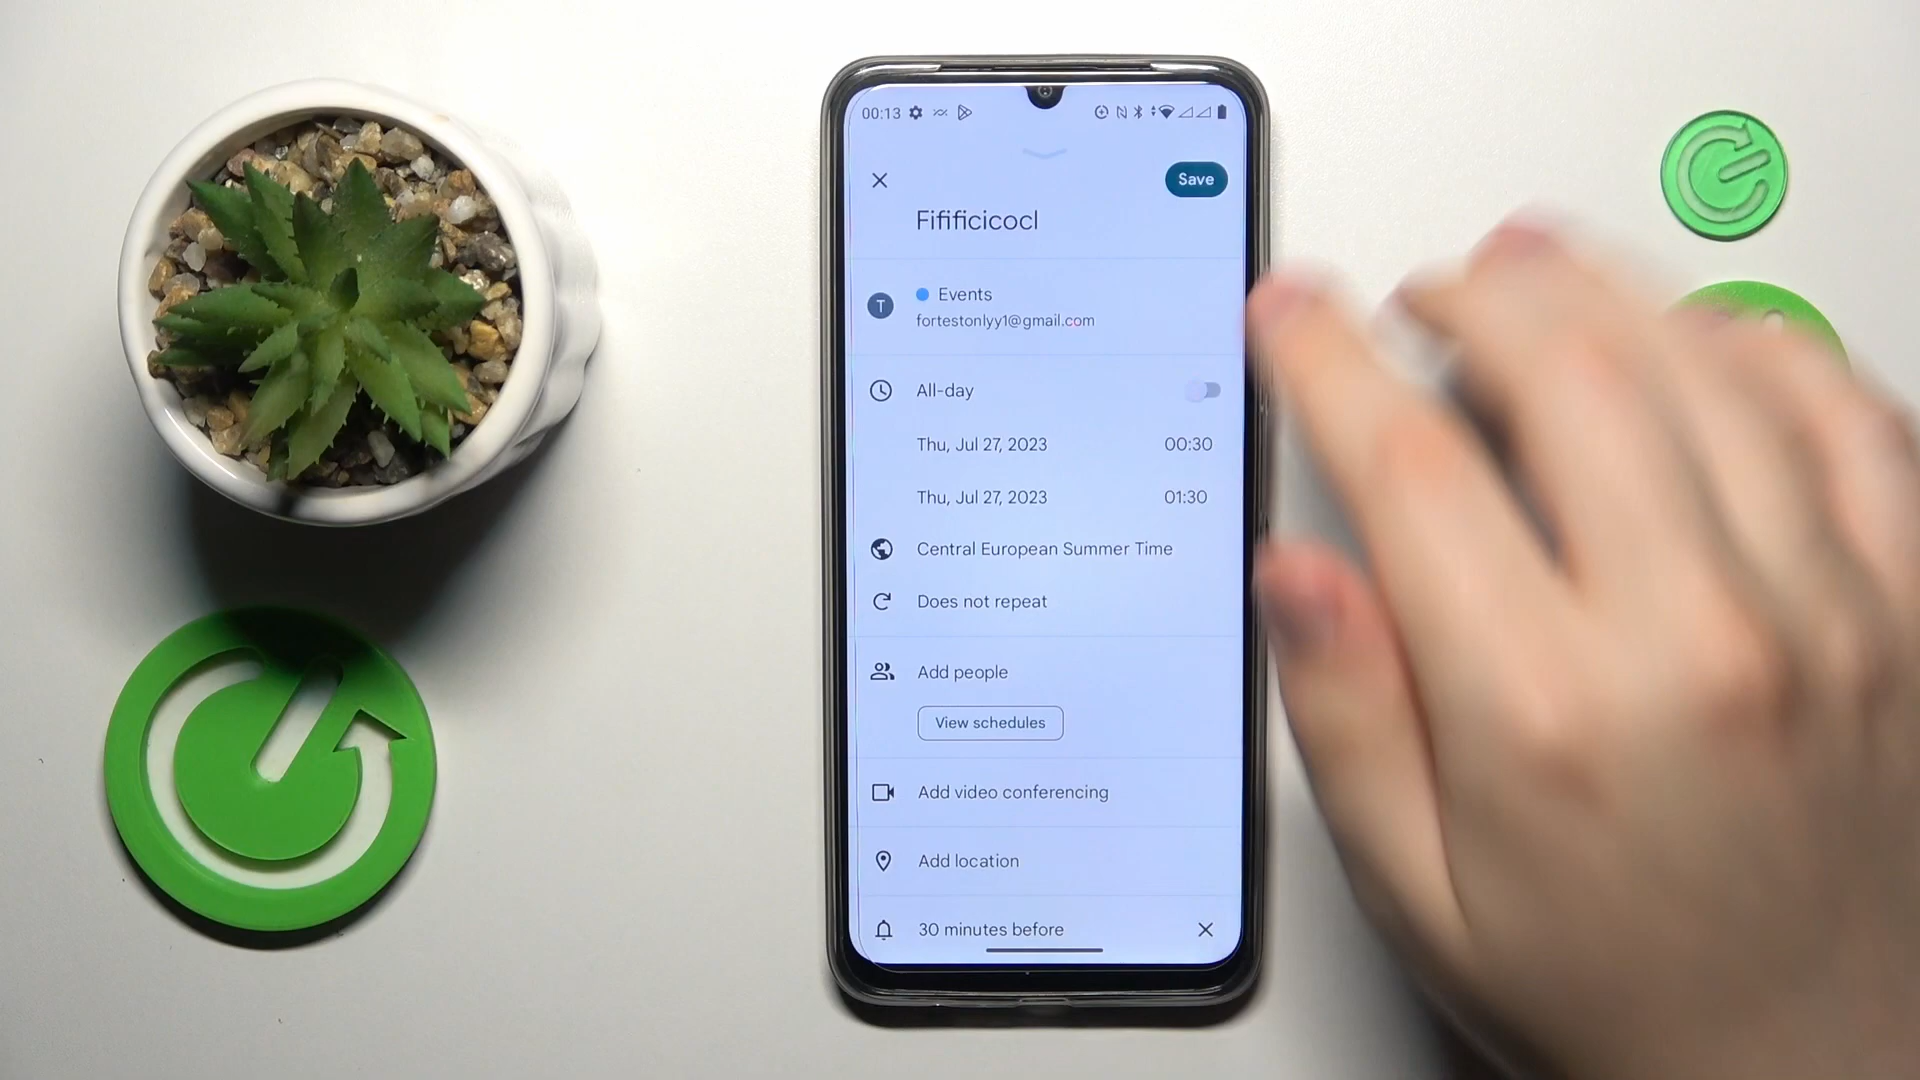 00:13
Save
Fifificicocl
T
Events
fortestonlyy1@gmail.com
All-day
Thu, Jul 27, 2023 00:30
Thu, Jul 27, 2023 01:30
Central European Summer Time
Does not repeat
Add people
View schedules
Add video conferencing
Add location
30 minutes before